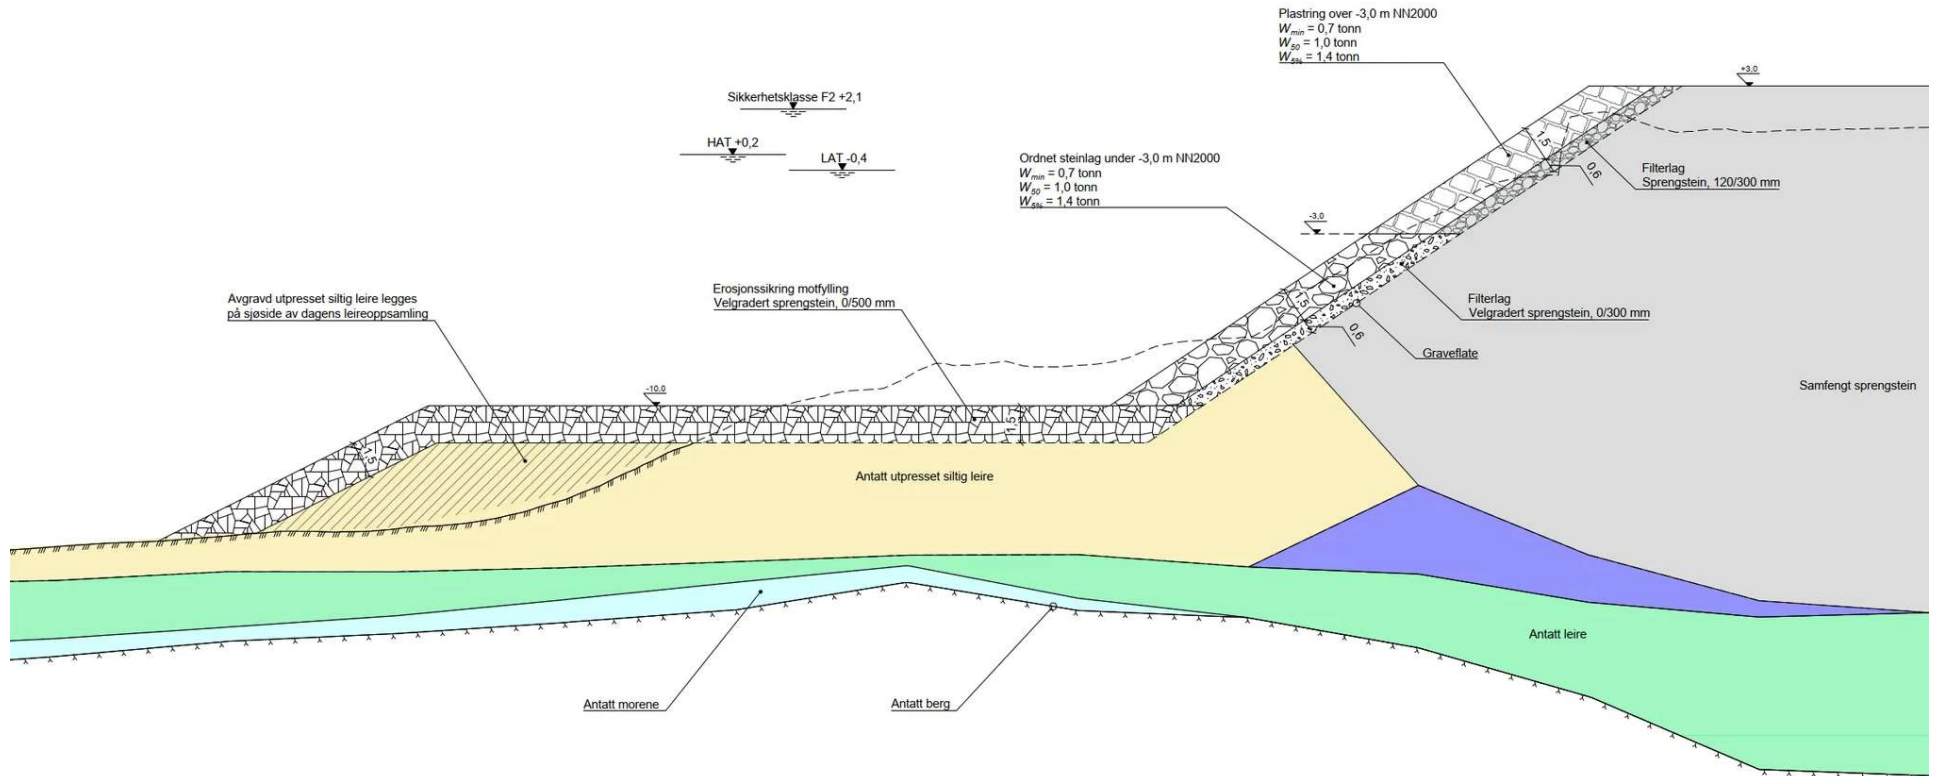 Plastring over -3,0 m NN2000
Wmin = 0,7 tonn
W50 = 1,0 tonn
W5% = 1,4 tonn
+3,0
Sikkerhetsklasse F2 +2,1
HAT +0,2
LAT -0,4
Ordnet steinlag under -3,0 m NN2000
Wmin = 0,7 tonn
W50 = 1,0 tonn
W5% = 1,4 tonn
1,5
0,6
Filterlag
Sprengstein, 120/300 mm
-3,0
Avgravd utpresset siltig leire legges
på sjøside av dagens leireoppsamling
Erosjonssikring motfylling
Velgradert sprengstein, 0/500 mm
1,5
0,6
Filterlag
Velgradert sprengstein, 0/300 mm
Graveflate
Samfengt sprengstein
-10,0
1,5
1,5
Antatt utpresset siltig leire
Antatt leire
Antatt morene
Antatt berg